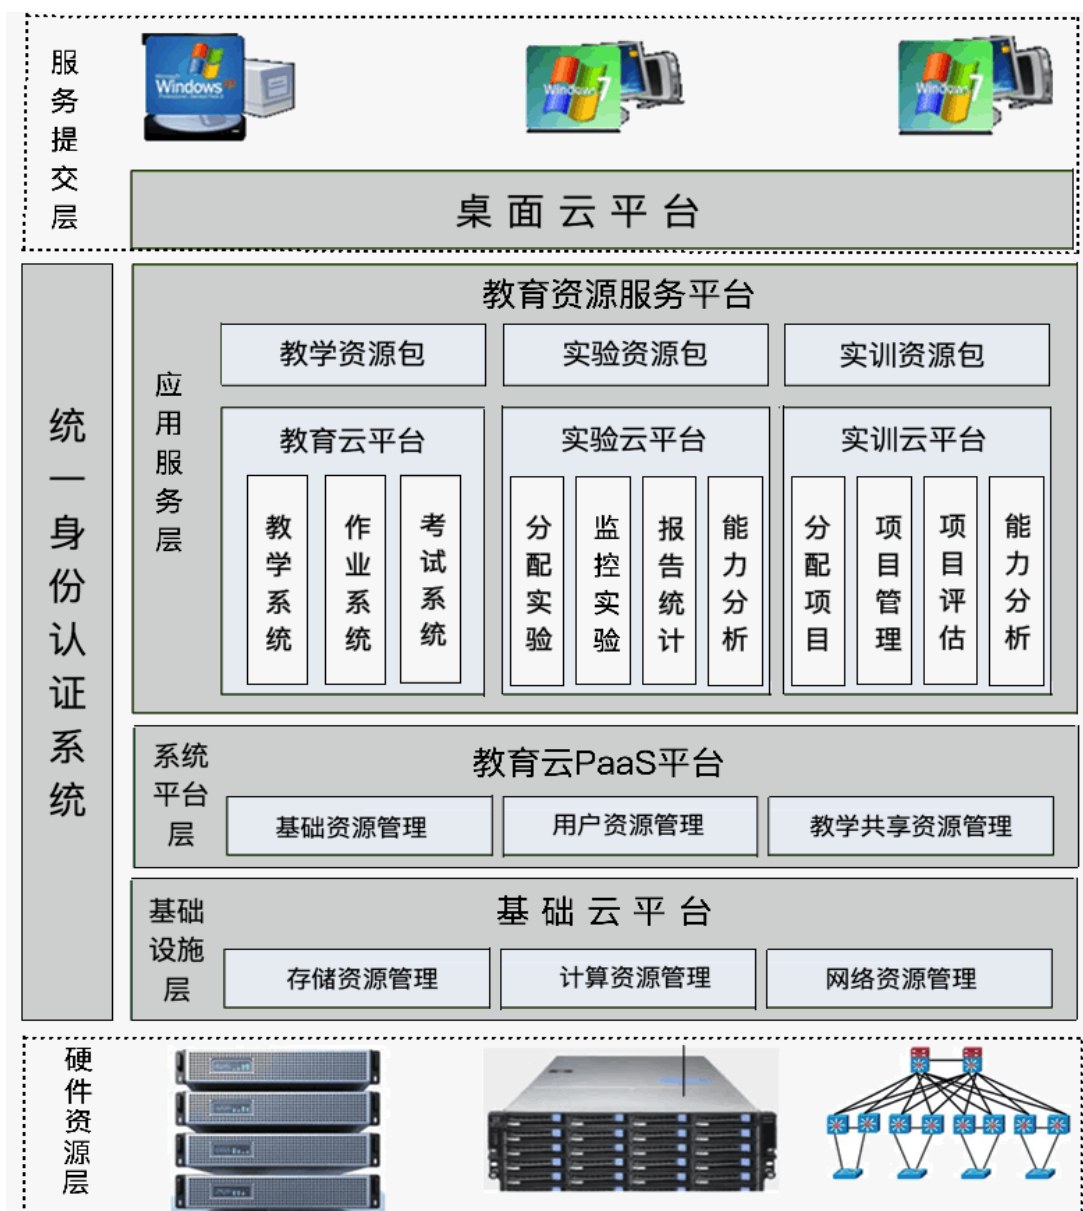 服务提交层
Windows xp
Windows 7
Windows 7
桌面云平台
统一身份认证系统
应用服务层
教育资源服务平台
教学资源包
实验资源包
实训资源包
教育云平台
教学系统
作业系统
考试系统
实验云平台
分配实验
监控实验
报告统计
能力分析
实训云平台
分配项目
项目管理
项目评估
能力分析
系统
平台
层
教育云PaaS平台
基础资源管理
用户资源管理
教学共享资源管理
基础
设施
层
基础云平台
存储资源管理
计算资源管理
网络资源管理
硬件资源层